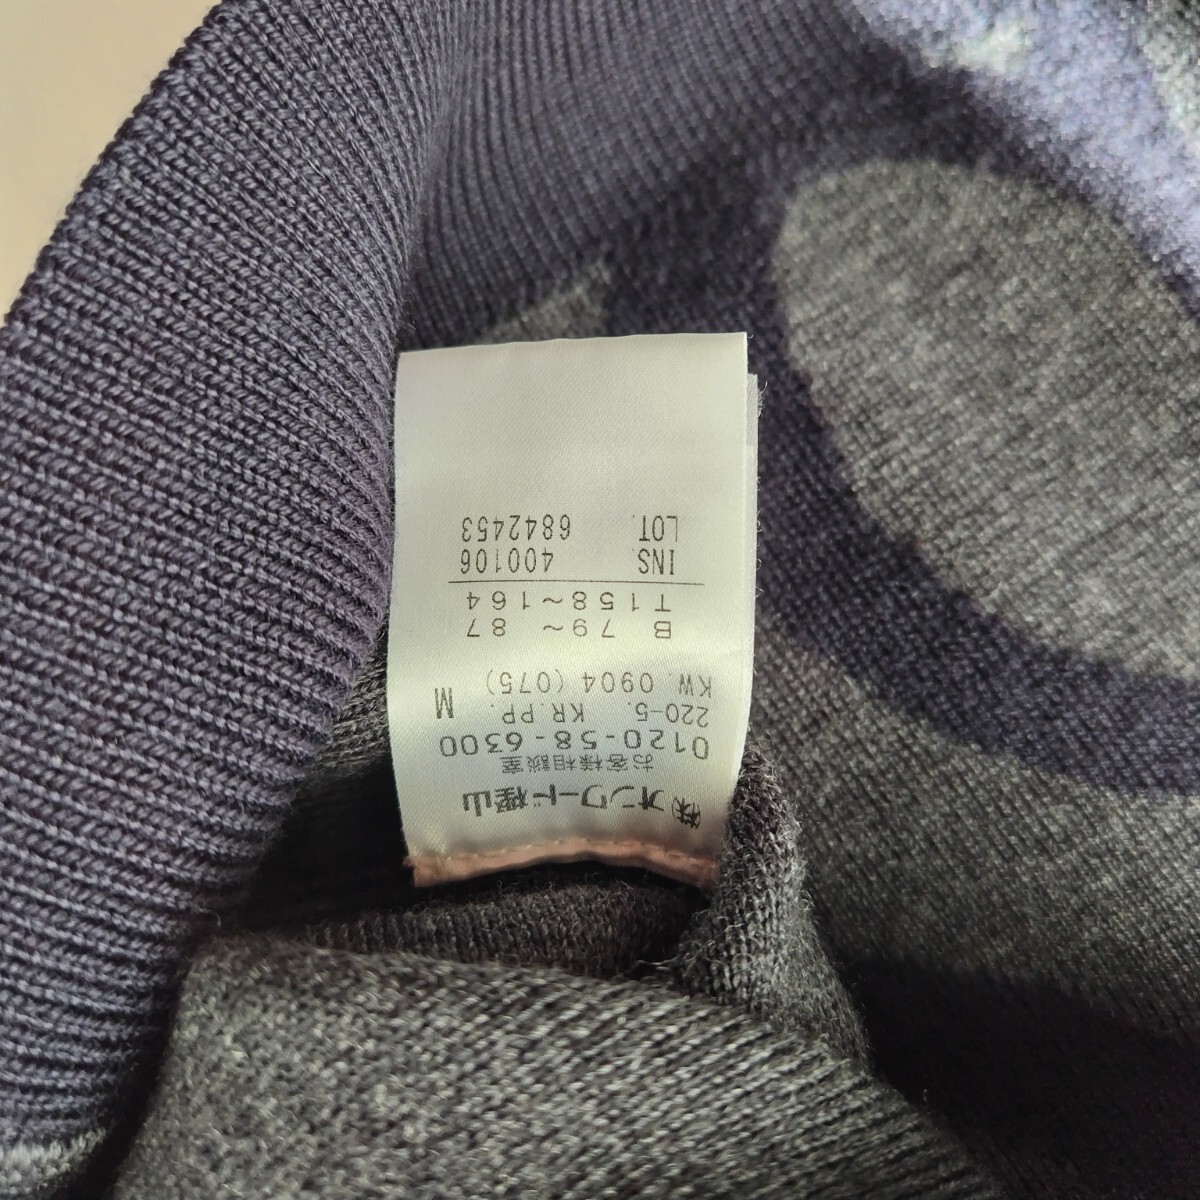 ㈱オンワード樫山
お客様相談室
0120-58-6300
220-5. KR.PP. M
KW. 0904 (075)
B 79~ 87
T158~164
INS. 400106
LOT. 6842453